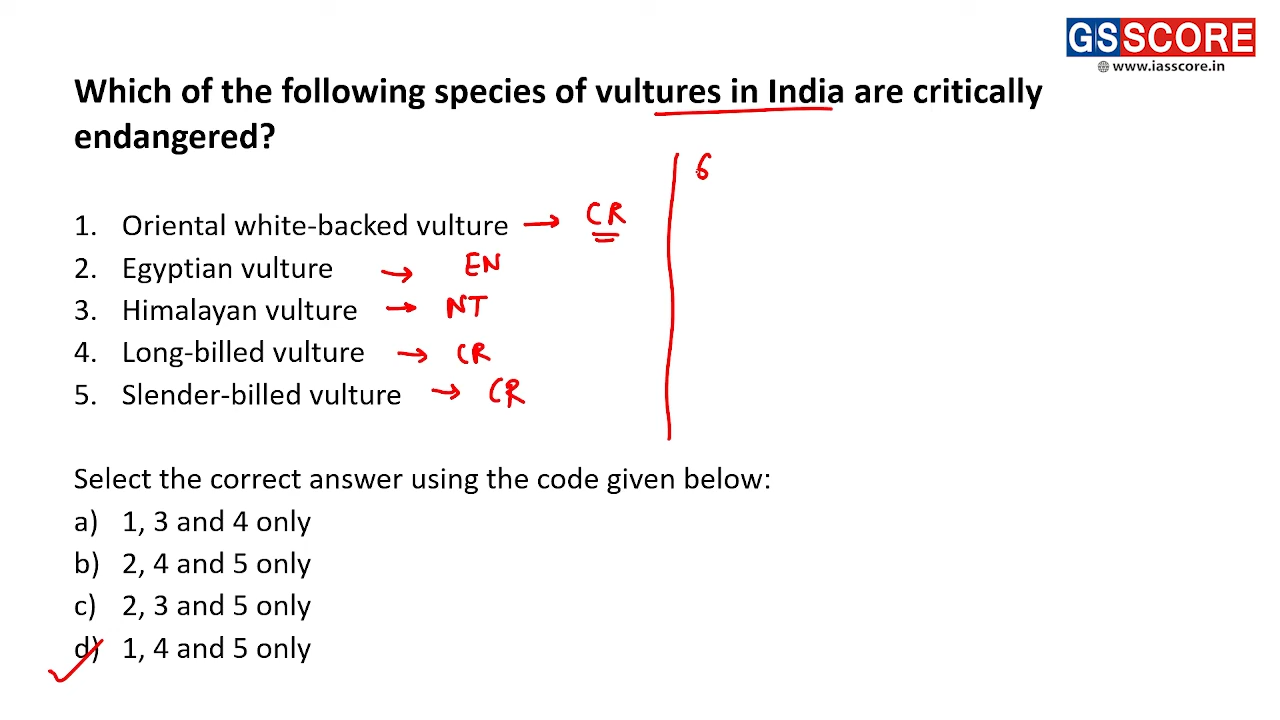 GSSCORE
www.iasscore.in
Which of the following species of vultures in India are critically
endangered?
6
1. Oriental white-backed vulture → CR
2. Egyptian vulture → EN
3. Himalayan vulture → NT
4. Long-billed vulture → CR
5. Slender-billed vulture → CR
Select the correct answer using the code given below:
a) 1, 3 and 4 only
b) 2, 4 and 5 only
c) 2, 3 and 5 only
d) 1, 4 and 5 only